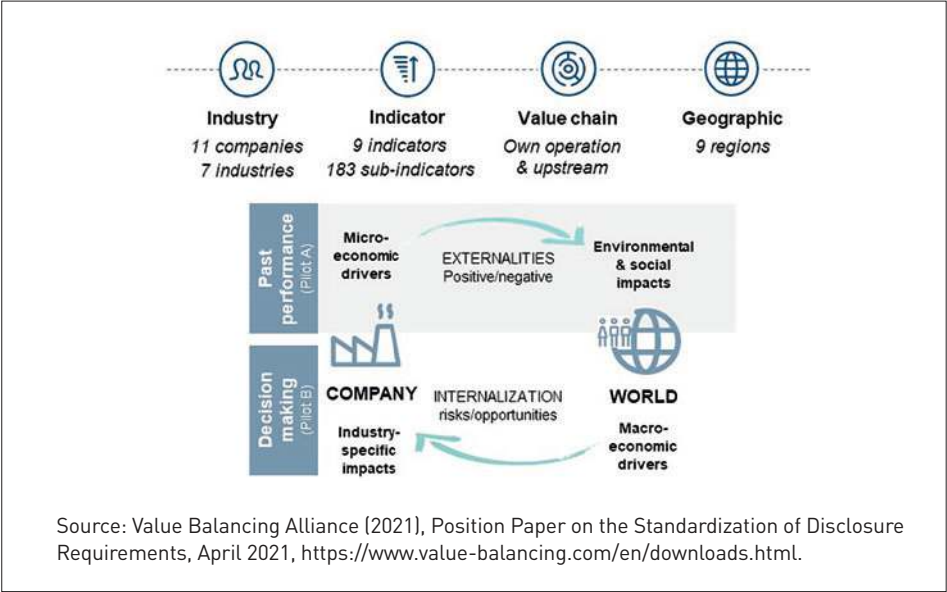 Industry
11 companies
7 industries
Indicator
9 indicators
183 sub-indicators
Value chain
Own operation
& upstream
Geographic
9 regions
Past
performance
(Pilot A)
Micro-
economic
drivers
EXTERNALITIES
Positive/negative
Environmental
& social
impacts
Decision
making
(Pilot B)
COMPANY
Industry-
specific
impacts
INTERNALIZATION
risks/opportunities
WORLD
Macro-
economic
drivers
Source: Value Balancing Alliance (2021), Position Paper on the Standardization of Disclosure
Requirements, April 2021, https://www.value-balancing.com/en/downloads.html.